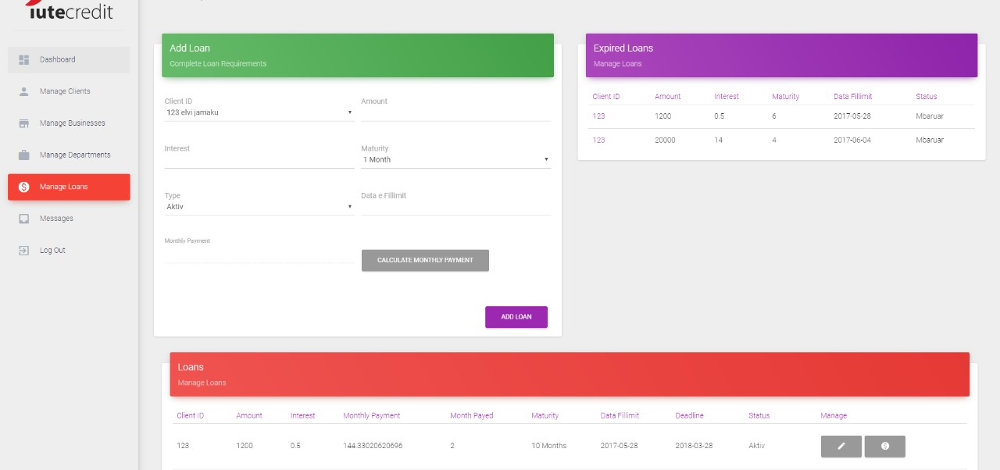 iutecredit
Dashboard
Manage Clients
Manage Businesses
Manage Departments
Manage Loans
Messages
Log Out
Add Loan
Complete Loan Requirements
Client ID
123 elvi jamaku
Amount
Interest
Maturity
1 Month
Type
Aktiv
Data e Fillimit
Monthly Payment
CALCULATE MONTHLY PAYMENT
ADD LOAN
Expired Loans
Manage Loans
Client ID Amount Interest Maturity Data Fillimit Status
123 1200 0.5 6 2017-05-28 Mbaruar
123 20000 14 4 2017-06-04 Mbaruar
Loans
Manage Loans
Client ID Amount Interest Monthly Payment Month Payed Maturity Data Fillimit Deadline Status Manage
123 1200 0.5 144.33020620696 2 10 Months 2017-05-28 2018-03-28 Aktiv